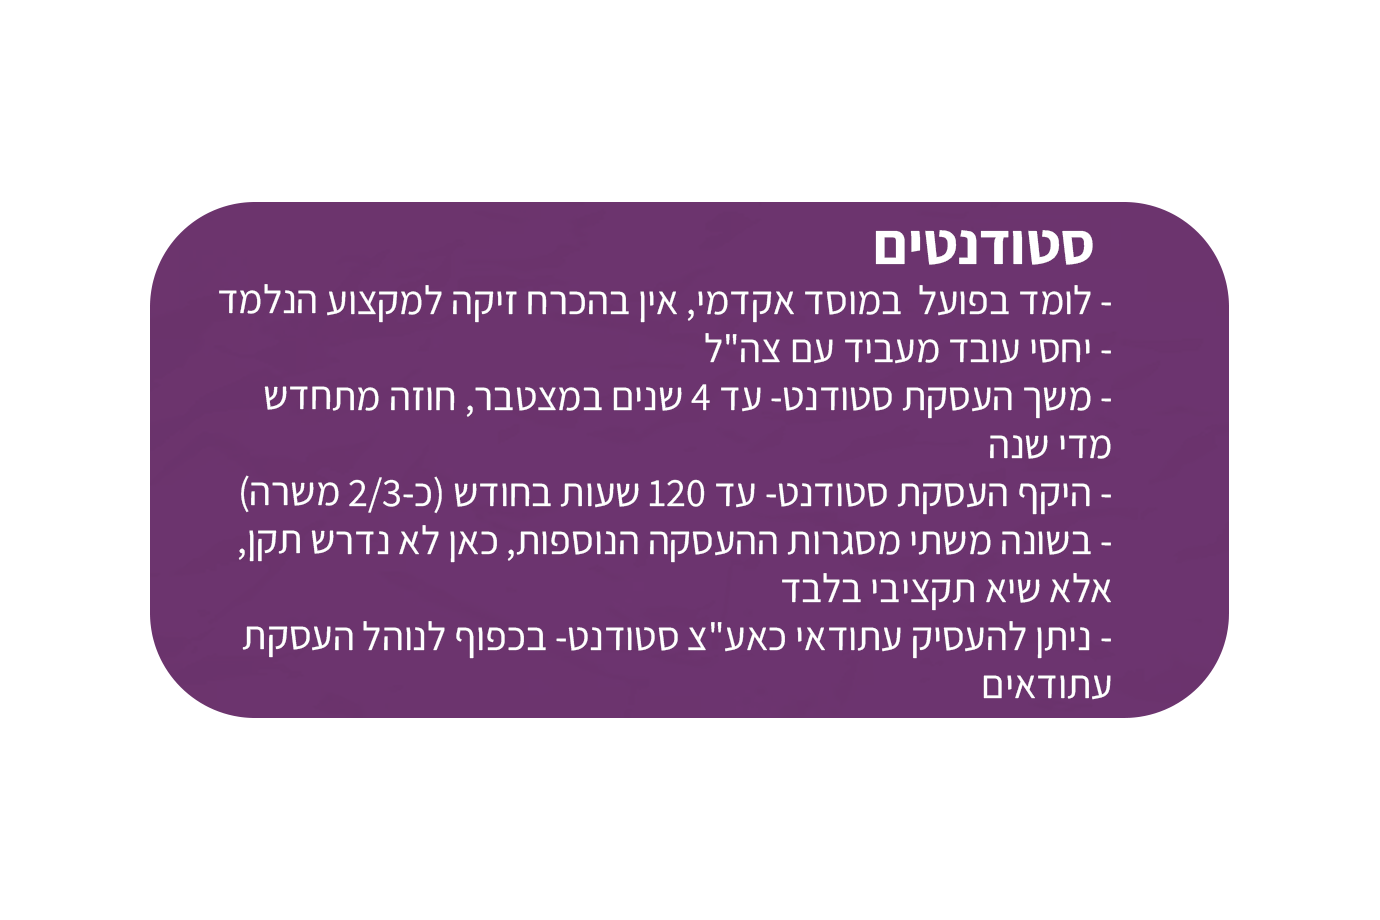 סטודנטים
- לומד בפועל  במוסד אקדמי, אין בהכרח זיקה למקצוע הנלמד
- יחסי עובד מעביד עם צה"ל
- משך העסקת סטודנט- עד 4 שנים במצטבר, חוזה מתחדש
מדי שנה
- היקף העסקת סטודנט- עד 120 שעות בחודש (כ-2/3 משרה)
- בשונה משתי מסגרות ההעסקה הנוספות, כאן לא נדרש תקן,
אלא שיא תקציבי בלבד
- ניתן להעסיק עתודאי כאע"צ סטודנט- בכפוף לנוהל העסקת
עתודאים